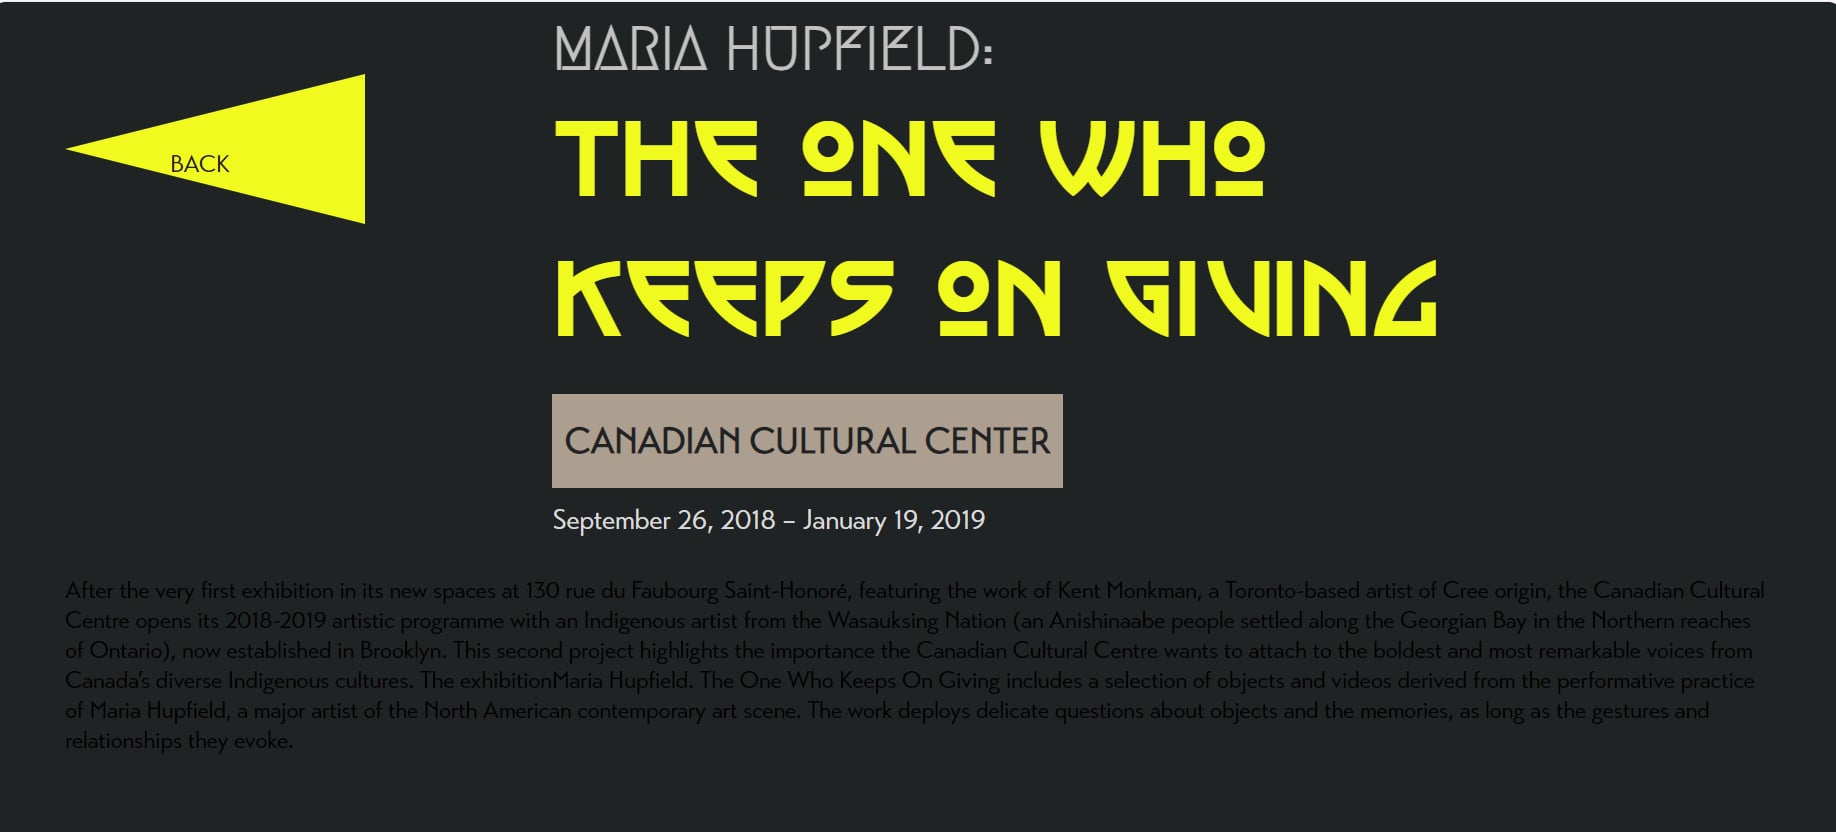 MARIA HUPFIELD:
BACK
THE ONE WHO
KEEPS ON GIVING
CANADIAN CULTURAL CENTER
September 26, 2018 – January 19, 2019
After the very first exhibition in its new spaces at 130 rue du Faubourg Saint-Honoré, featuring the work of Kent Monkman, a Toronto-based artist of Cree origin, the Canadian Cultural
Centre opens its 2018-2019 artistic programme with an Indigenous artist from the Wasauksing Nation (an Anishinaabe people settled along the Georgian Bay in the Northern reaches
of Ontario), now established in Brooklyn. This second project highlights the importance the Canadian Cultural Centre wants to attach to the boldest and most remarkable voices from
Canada’s diverse Indigenous cultures. The exhibitionMaria Hupfield. The One Who Keeps On Giving includes a selection of objects and videos derived from the performative practice
of Maria Hupfield, a major artist of the North American contemporary art scene. The work deploys delicate questions about objects and the memories, as long as the gestures and
relationships they evoke.